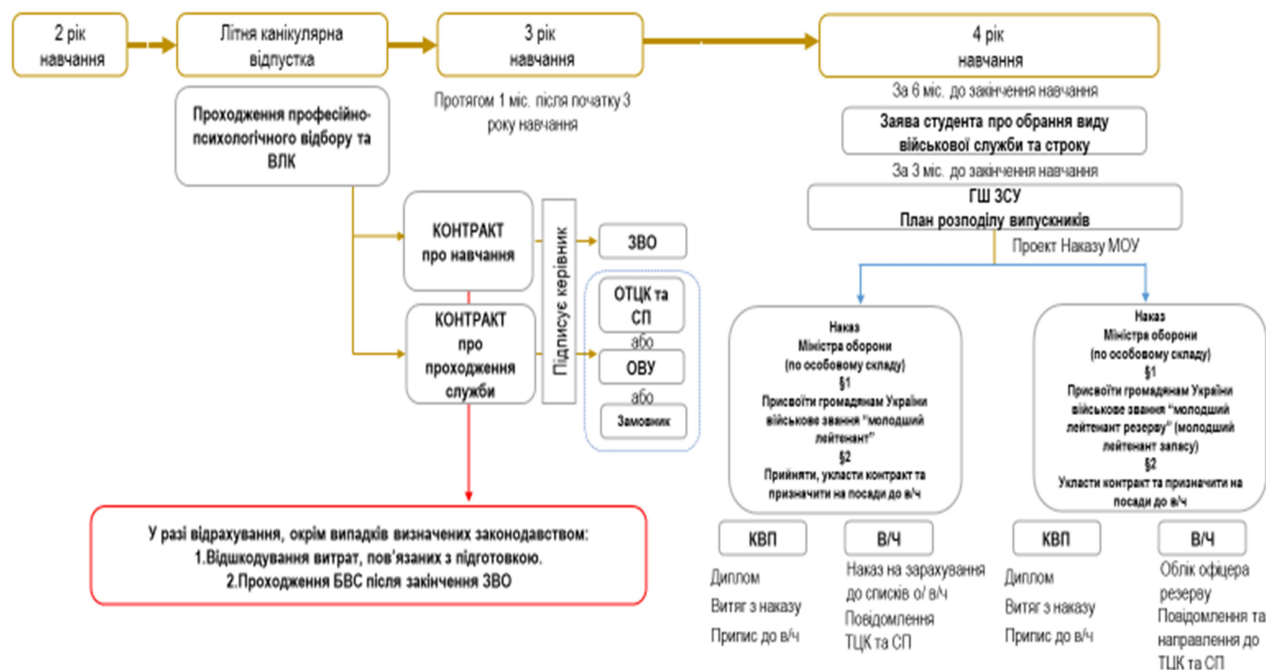 2 рік
навчання
Літня канікулярна
відпустка
3 рік
навчання
4 рік
навчання
Проходження професійно-
психологічного відбору та
ВЛК
Протягом 1 міс. після початку 3
року навчання
За 6 міс. до закінчення навчання
Заява студента про обрання виду
військової служби та строку
За 3 міс. до закінчення навчання
ГШ ЗСУ
План розподілу випускників
Проект Наказу МОУ
КОНТРАКТ
про навчання
КОНТРАКТ
про
проходження
служби
Підписує керівник
ЗВО
ОТЦК та
СП
або
ОВУ
або
Замовник
Наказ
Міністра оборони
(по особовому складу)
§1
Присвоїти громадянам України
військове звання “молодший
лейтенант”
§2
Прийняти, укласти контракт та
призначити на посади до в/ч
Наказ
Міністра оборони
(по особовому складу)
§1
Присвоїти громадянам України
військове звання “молодший
лейтенант резерву” (молодший
лейтенант запасу)
§2
Укласти контракт та призначити на
посади до в/ч
У разі відрахування, окрім випадків визначених законодавством:
1.Відшкодування витрат, пов’язаних з підготовкою.
2.Проходження БВС після закінчення ЗВО
КВП
Диплом
Витяг з наказу
Припис до в/ч
В/Ч
Наказ на зарахування
до списків о/ в/ч
Повідомлення
ТЦК та СП
КВП
Диплом
Витяг з наказу
Припис до в/ч
В/Ч
Облік офіцера
резерву
Повідомлення та
направлення до
ТЦК та СП